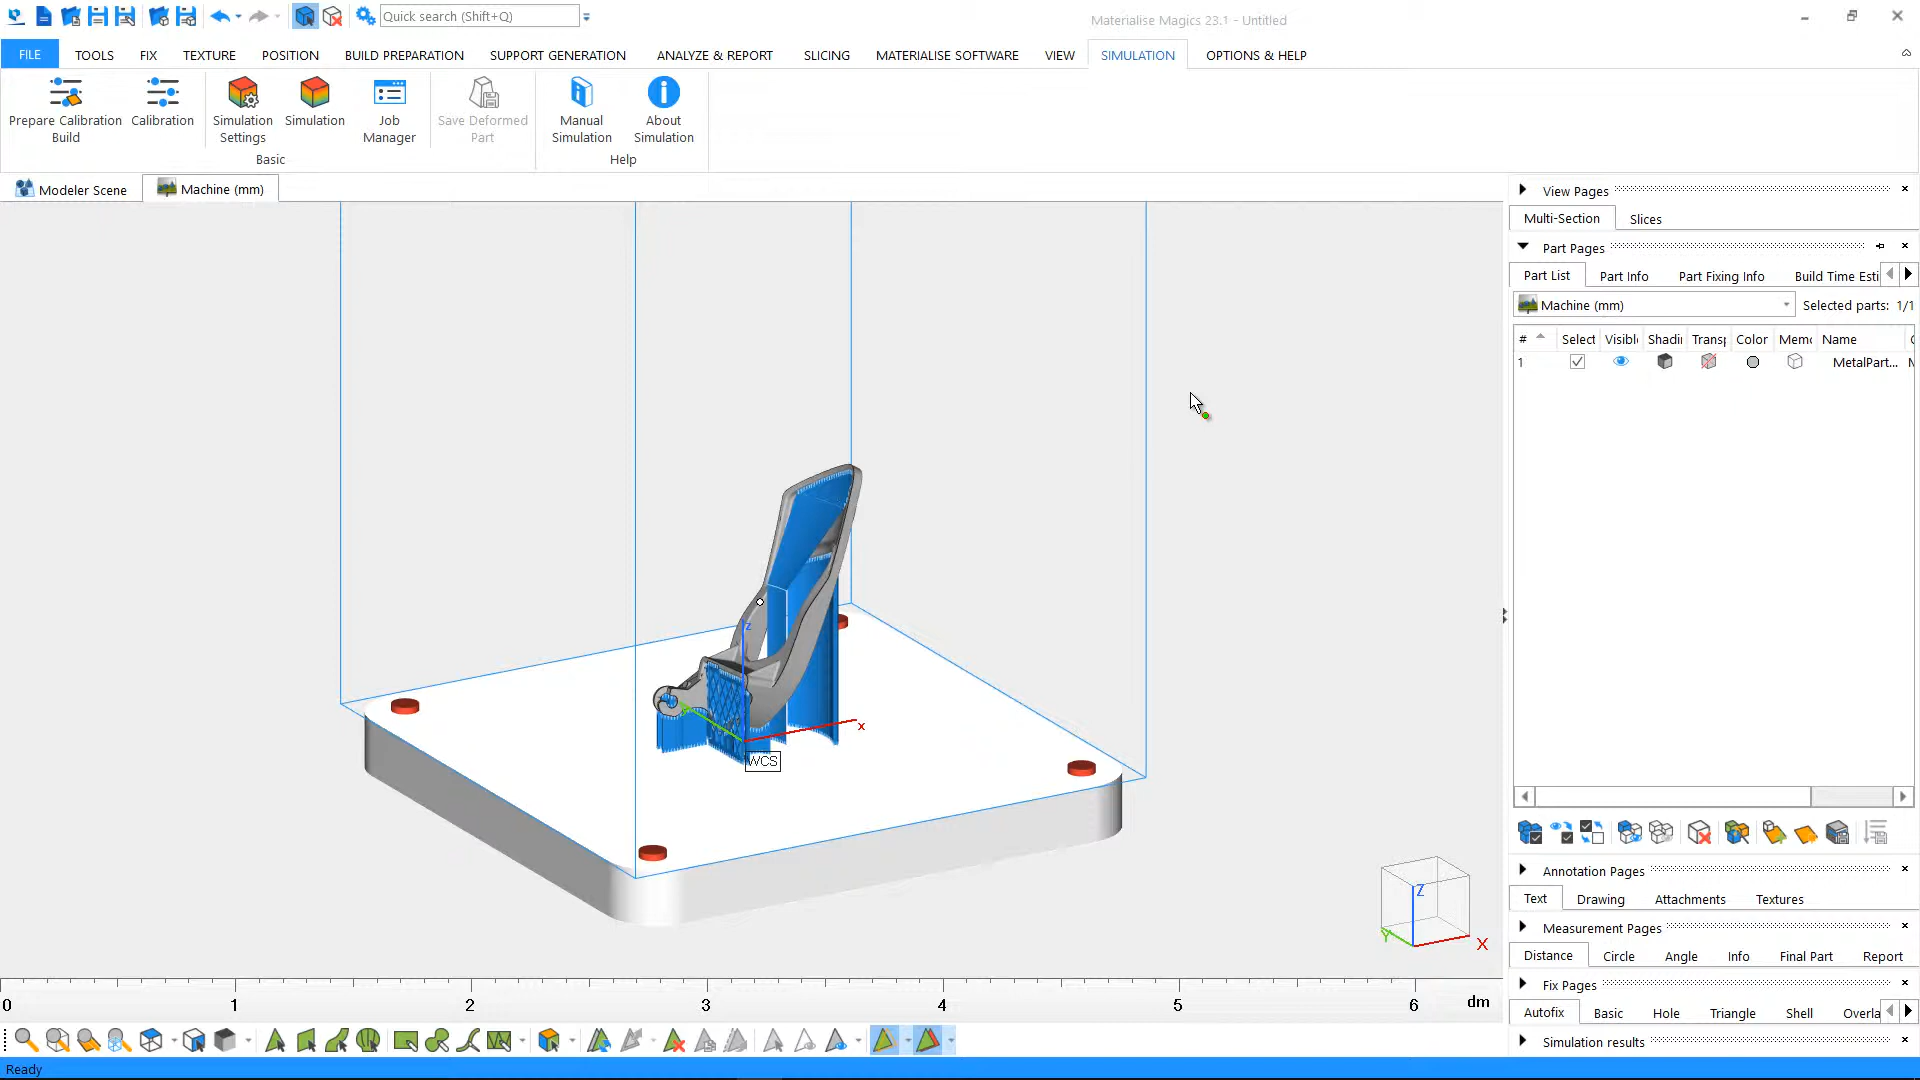 Quick search (Shift+Q)
Materialise Magics 23.1 - Untitled
FILE
TOOLS
FIX
TEXTURE
POSITION
BUILD PREPARATION
SUPPORT GENERATION
ANALYZE & REPORT
SLICING
MATERIALISE SOFTWARE
VIEW
SIMULATION
OPTIONS & HELP
Prepare Calibration
Build
Calibration
Simulation
Settings
Simulation
Job
Manager
Save Deformed
Part
Manual
Simulation
About
Simulation
Basic
Help
Modeler Scene
Machine (mm)
View Pages
Multi-Section
Slices
Part Pages
Part List
Part Info
Part Fixing Info
Build Time Esti
Machine (mm)
Selected parts: 1/1
# Select Visibl Shadi Transp Color Memo Name
1 MetalPart...
z
x
WCS
Z
Y
X
Annotation Pages
Text
Drawing
Attachments
Textures
Measurement Pages
Distance
Circle
Angle
Info
Final Part
Report
Fix Pages
Autofix
Basic
Hole
Triangle
Shell
Overla
Simulation results
0 1 2 3 4 5 6 dm
Ready